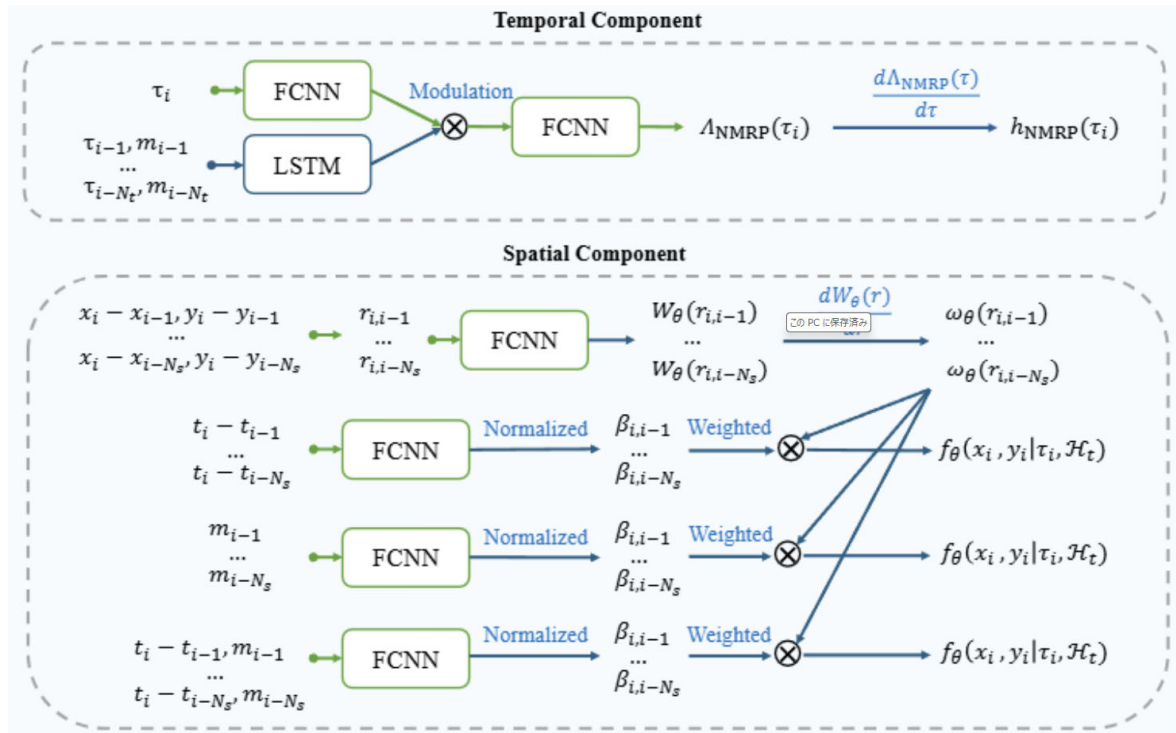 Temporal Component
τᵢ
FCNN
Modulation
⊗
FCNN
Λ_NMRP(τᵢ)
dΛ_NMRP(τ)
dτ
h_NMRP(τᵢ)
τ_{i−1}, m_{i−1}
...
τ_{i−N_t}, m_{i−N_t}
LSTM
Spatial Component
x_i − x_{i−1}, y_i − y_{i−1}
...
x_i − x_{i−N_s}, y_i − y_{i−N_s}
r_{i,i−1}
...
r_{i,i−N_s}
FCNN
W_θ(r_{i,i−1})
...
W_θ(r_{i,i−N_s})
dW_θ(r)
この PC に保存済み
ω_θ(r_{i,i−1})
...
ω_θ(r_{i,i−N_s})
t_i − t_{i−1}
...
t_i − t_{i−N_s}
FCNN
Normalized
β_{i,i−1}
...
β_{i,i−N_s}
Weighted
⊗
f_θ(x_i, y_i|τ_i, ℋ_t)
m_{i−1}
...
m_{i−N_s}
FCNN
Normalized
β_{i,i−1}
...
β_{i,i−N_s}
Weighted
⊗
f_θ(x_i, y_i|τ_i, ℋ_t)
t_i − t_{i−1}, m_{i−1}
...
t_i − t_{i−N_s}, m_{i−N_s}
FCNN
Normalized
β_{i,i−1}
...
β_{i,i−N_s}
Weighted
⊗
f_θ(x_i, y_i|τ_i, ℋ_t)